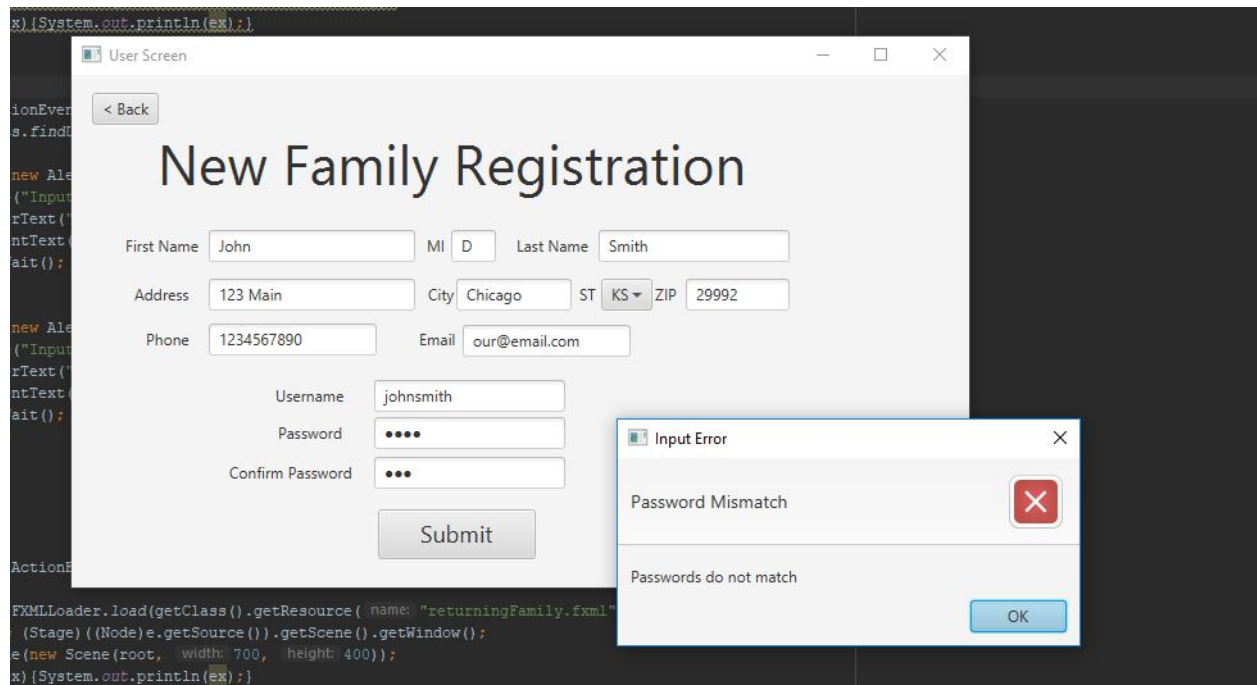 x){System.out.println(ex);}
User Screen
< Back
ionEver
s.findU
New Family Registration
new Ale
("Input
rText("
ntText(
ait();
First Name John MI D Last Name Smith
Address 123 Main City Chicago ST KS ZIP 29992
Phone 1234567890 Email our@email.com
new Ale
("Input
rText("
ntText(
ait();
Username johnsmith
Password ••••
Confirm Password •••
Submit
Input Error
Password Mismatch
Passwords do not match
OK
ActionE
FXMLLoader.load(getClass().getResource( name: "returningFamily.fxml"
(Stage)((Node)e.getSource()).getScene().getWindow();
e(new Scene(root, width: 700, height: 400));
x){System.out.println(ex);}